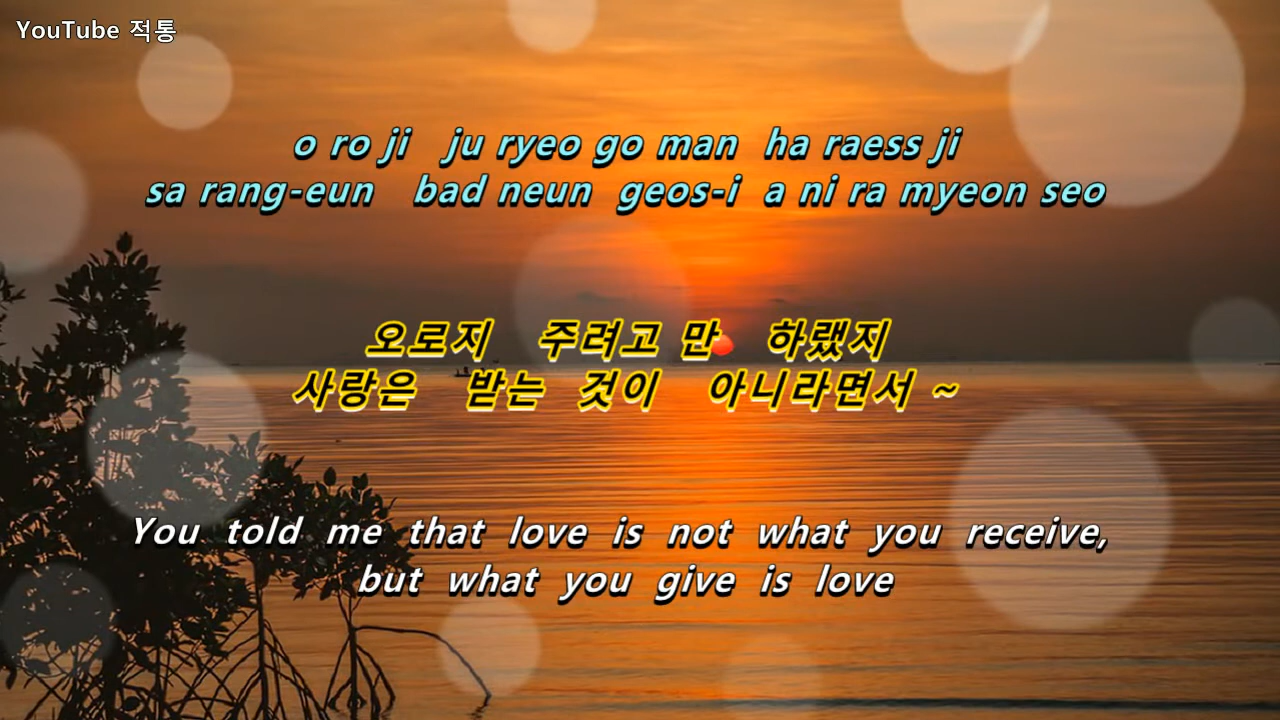 YouTube 적통
o ro ji ju ryeo go man ha raess ji
sa rang-eun bad neun geos-i a ni ra myeon seo
오로지 주려고 만 하랬지
사랑은 받는 것이 아니라면서 ~
You told me that love is not what you receive,
but what you give is love